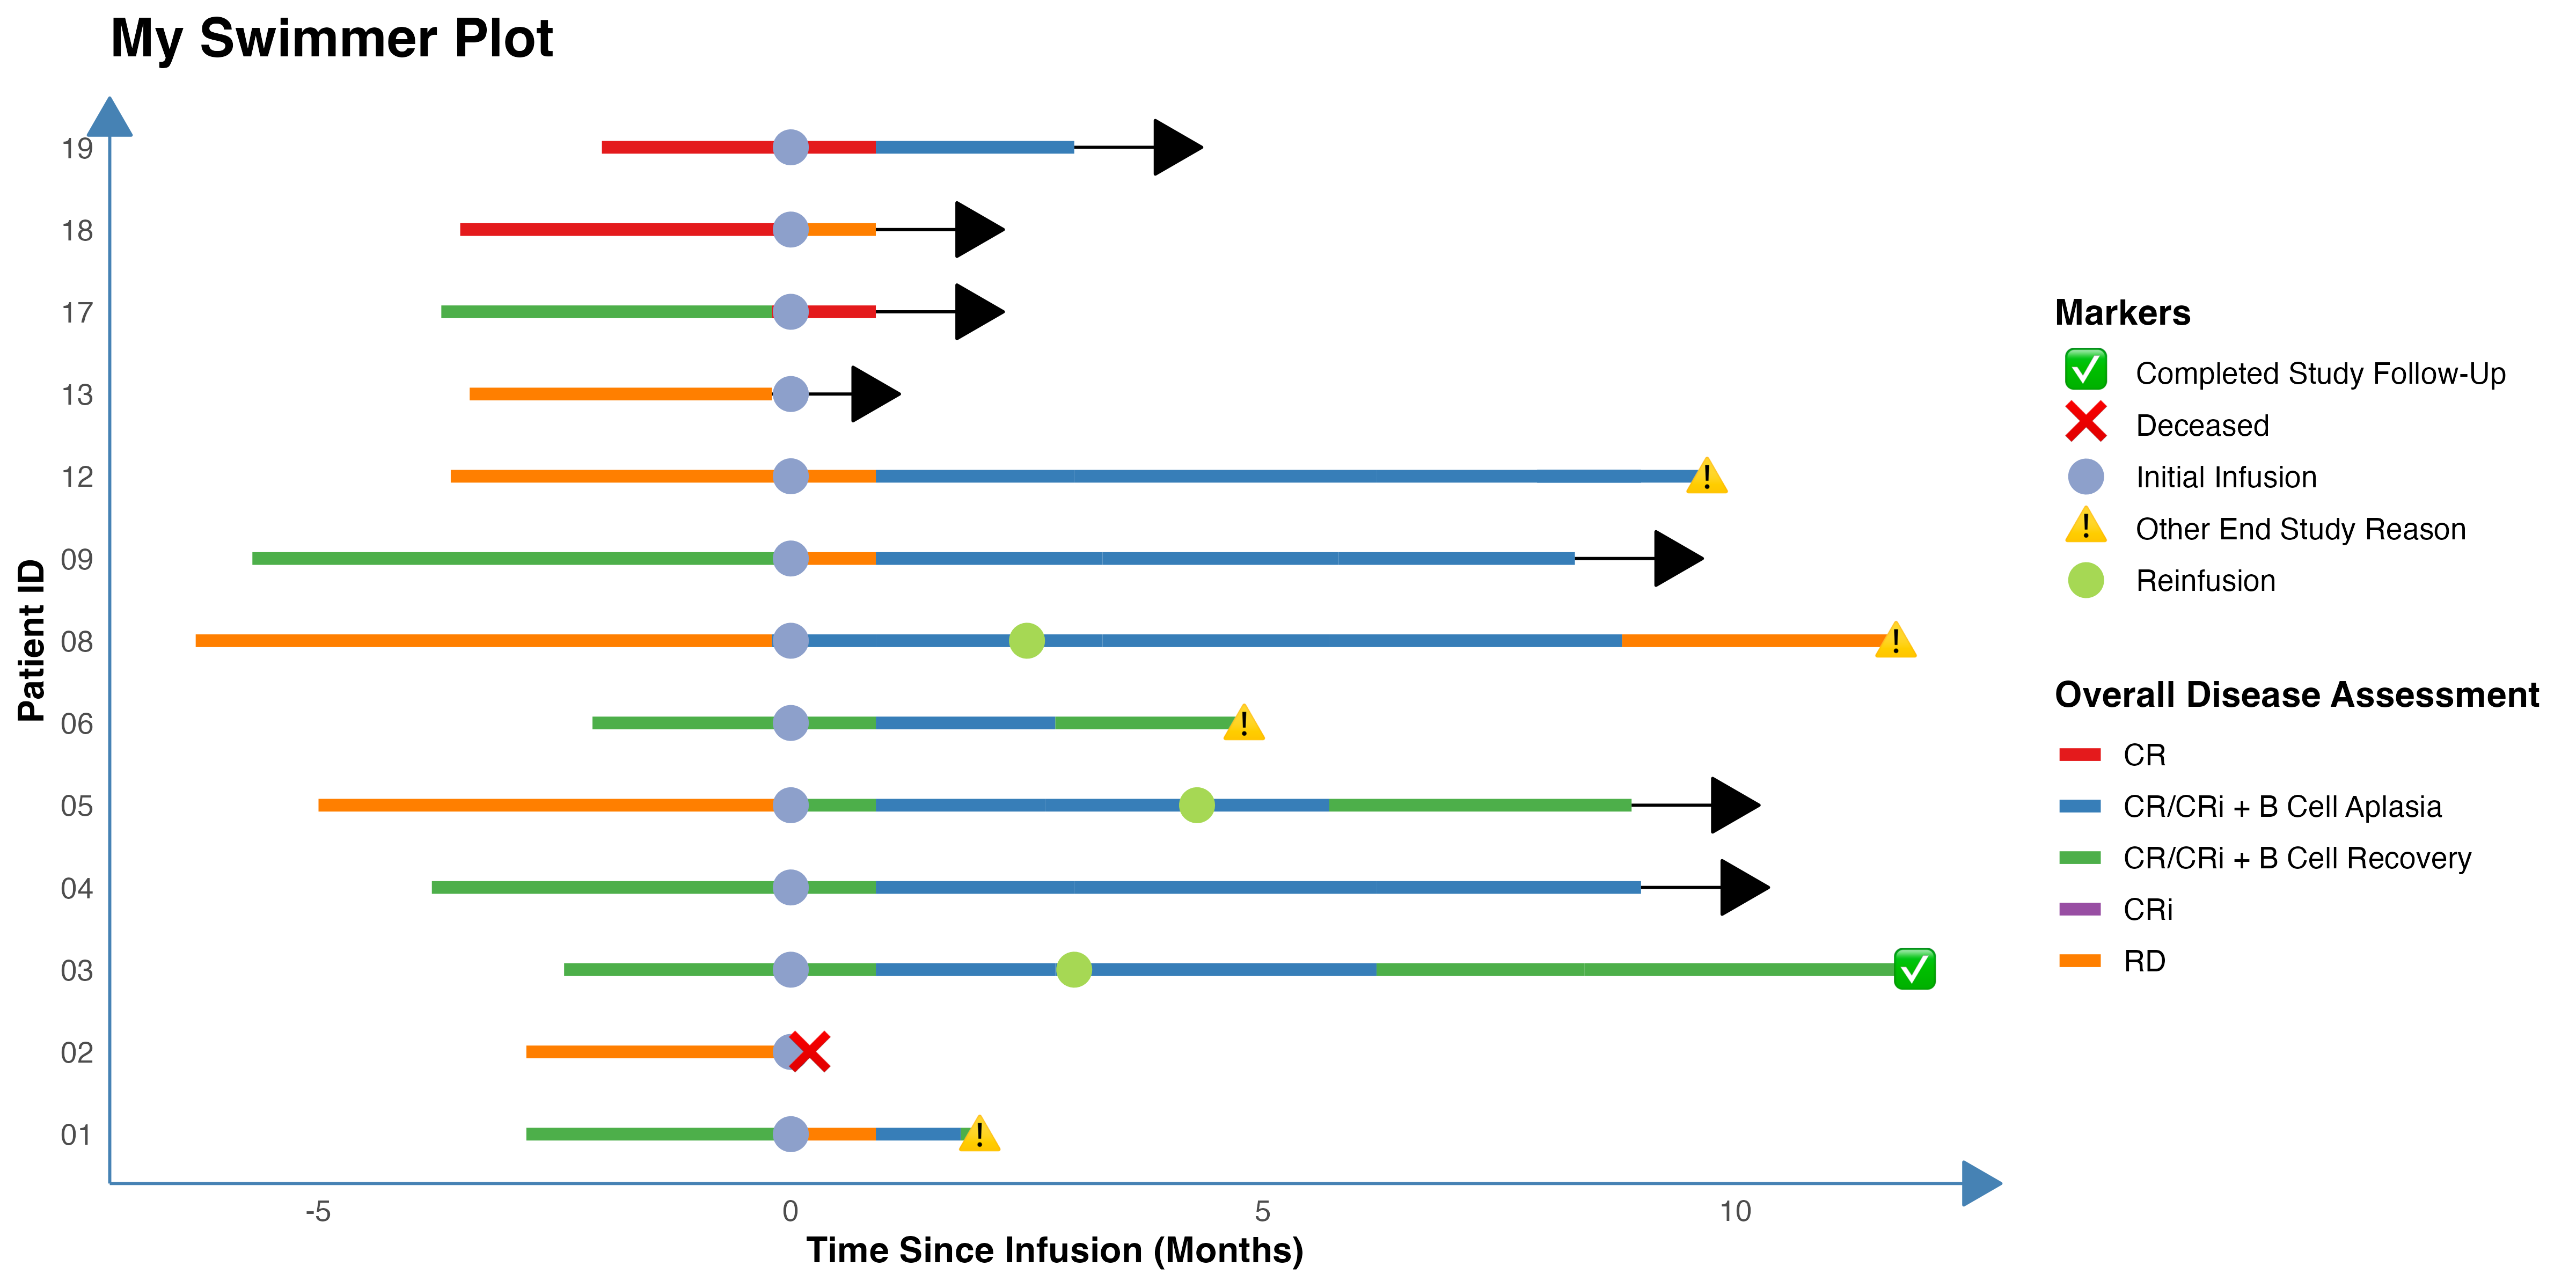 My Swimmer Plot
Patient ID
19
18
17
13
12
09
08
06
05
04
03
02
01
-5 0 5 10
Time Since Infusion (Months)
Markers
Completed Study Follow-Up
Deceased
Initial Infusion
Other End Study Reason
Reinfusion
Overall Disease Assessment
CR
CR/CRi + B Cell Aplasia
CR/CRi + B Cell Recovery
CRi
RD